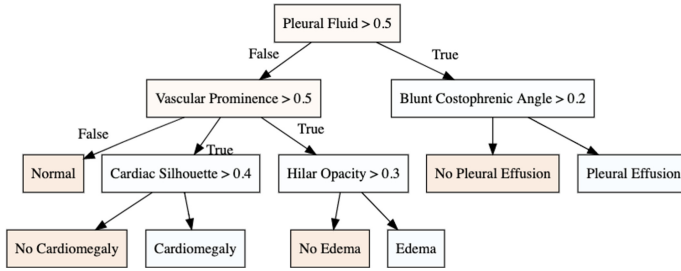 Pleural Fluid > 0.5
False
True
Vascular Prominence > 0.5
Blunt Costophrenic Angle > 0.2
False
True
True
Normal
Cardiac Silhouette > 0.4
Hilar Opacity > 0.3
No Pleural Effusion
Pleural Effusion
No Cardiomegaly
Cardiomegaly
No Edema
Edema